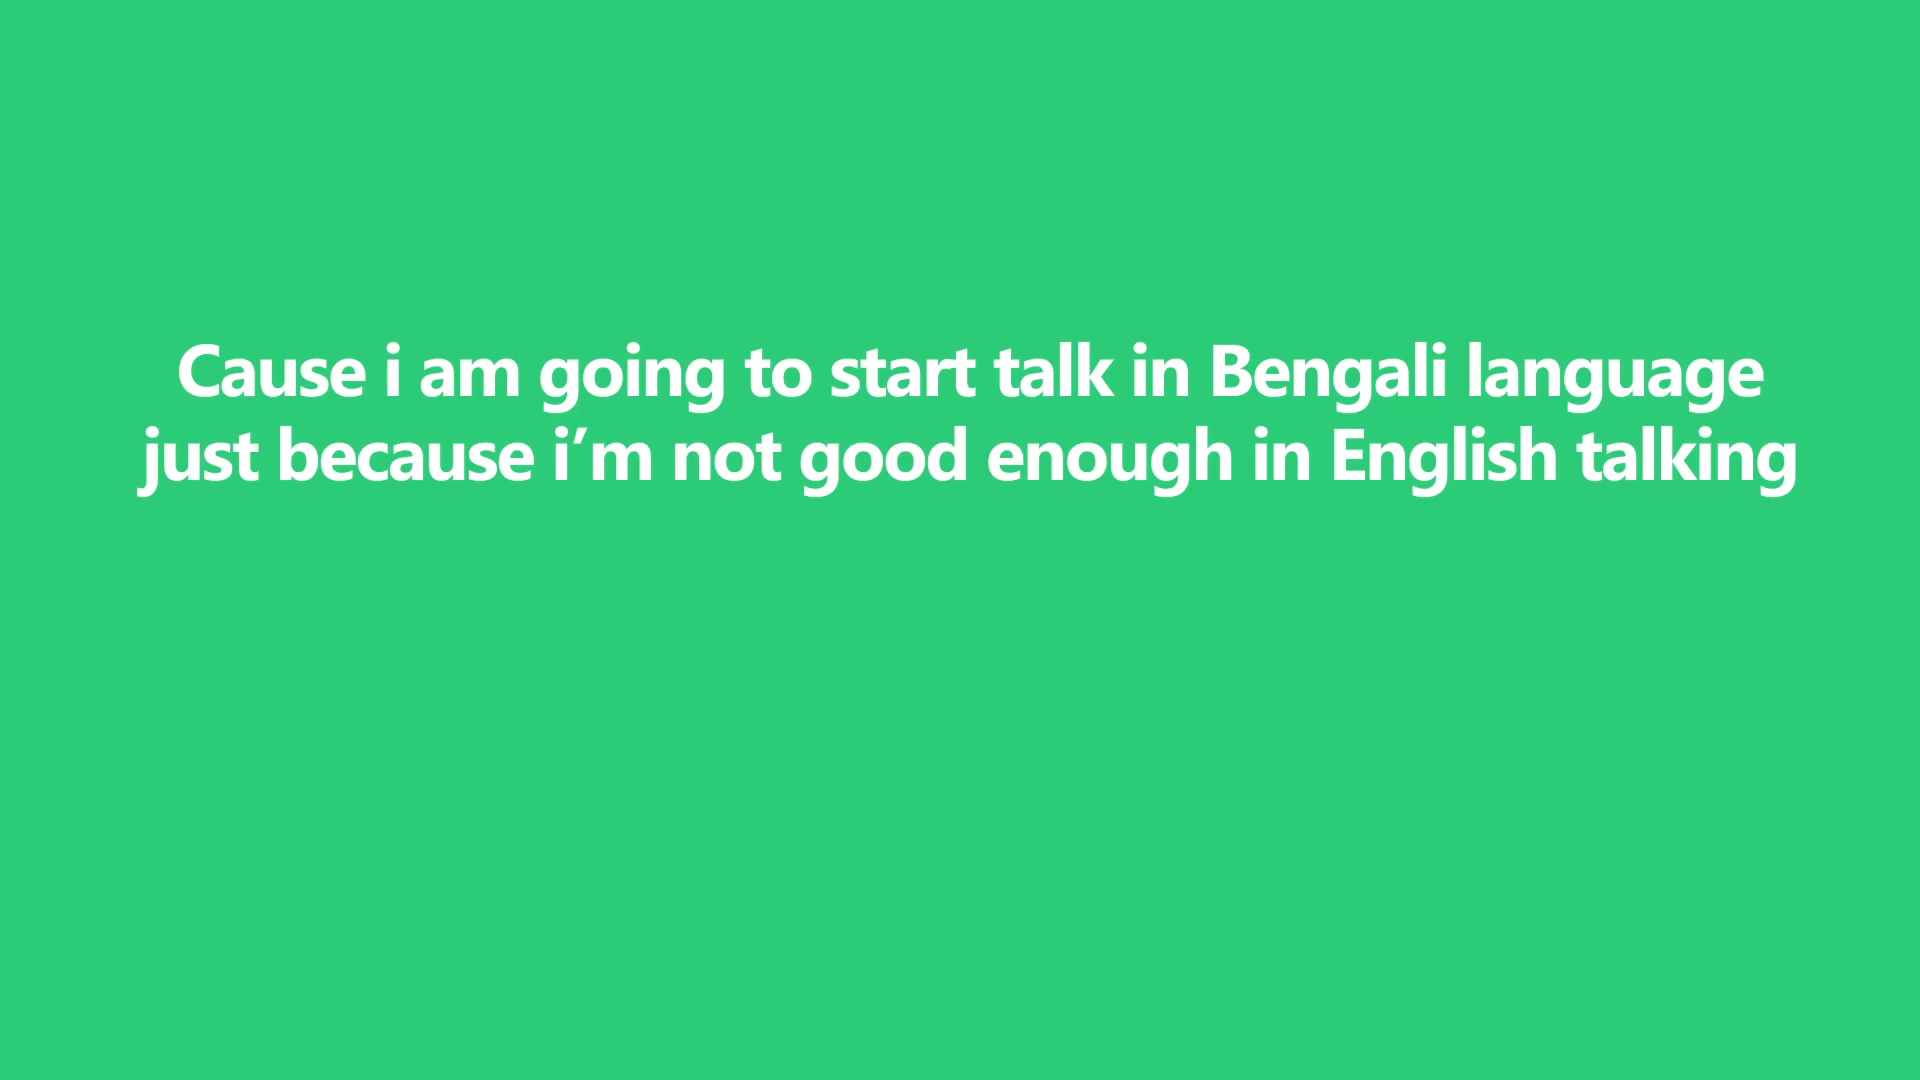 Cause i am going to start talk in Bengali language
just because i’m not good enough in English talking